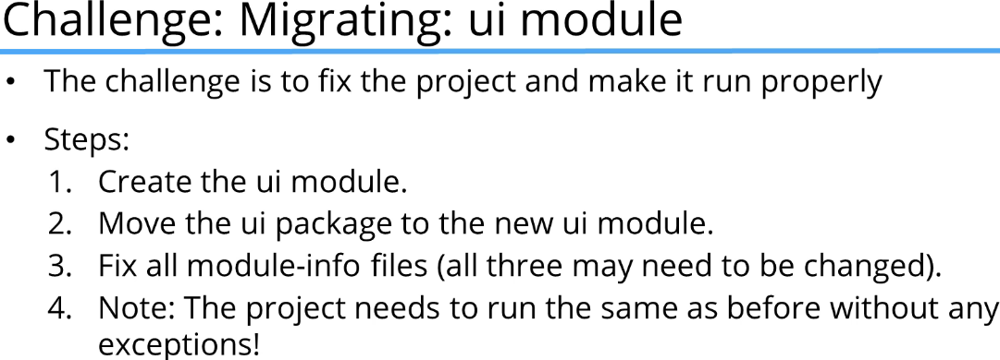 Challenge: Migrating: ui module
• The challenge is to fix the project and make it run properly
• Steps:
1. Create the ui module.
2. Move the ui package to the new ui module.
3. Fix all module-info files (all three may need to be changed).
4. Note: The project needs to run the same as before without any
exceptions!